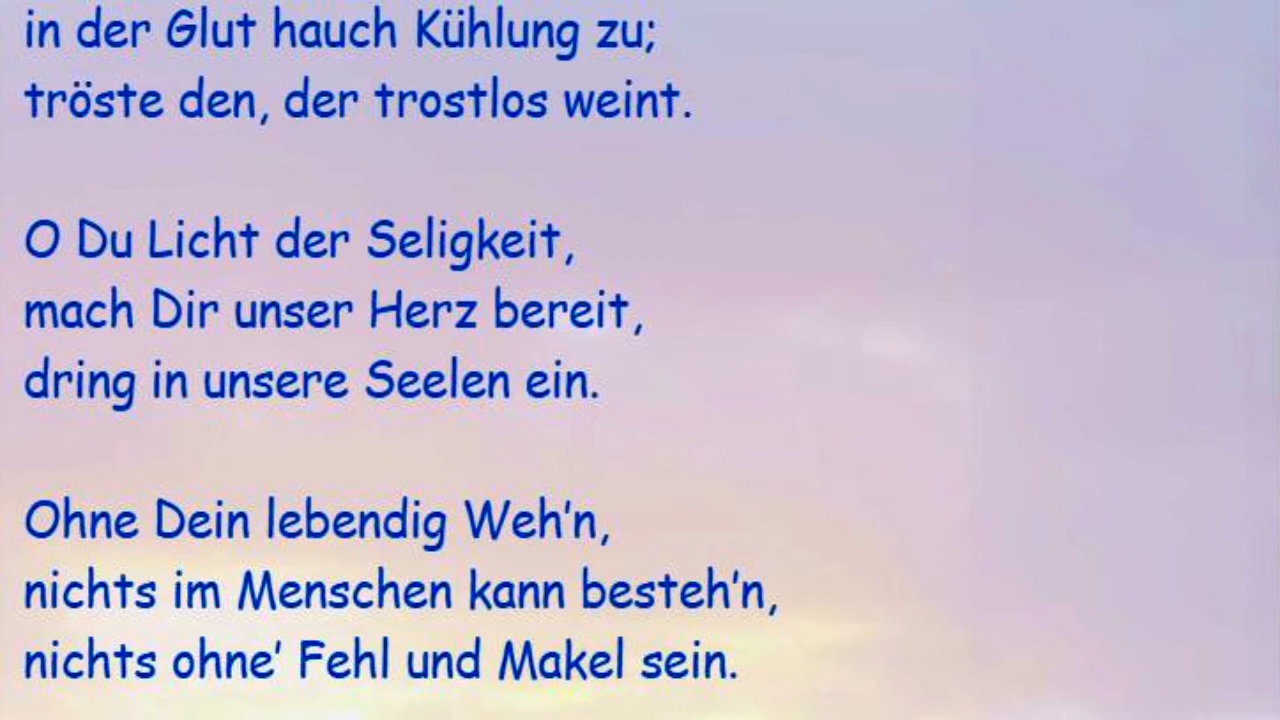 in der Glut hauch Kühlung zu;
tröste den, der trostlos weint.
O Du Licht der Seligkeit,
mach Dir unser Herz bereit,
dring in unsere Seelen ein.
Ohne Dein lebendig Weh’n,
nichts im Menschen kann besteh’n,
nichts ohne’ Fehl und Makel sein.